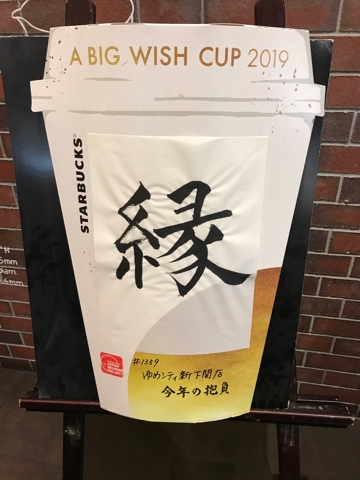 A BIG WISH CUP 2019
STARBUCKS
縁
#1359
ゆめシティ新下関店
今年の抱負